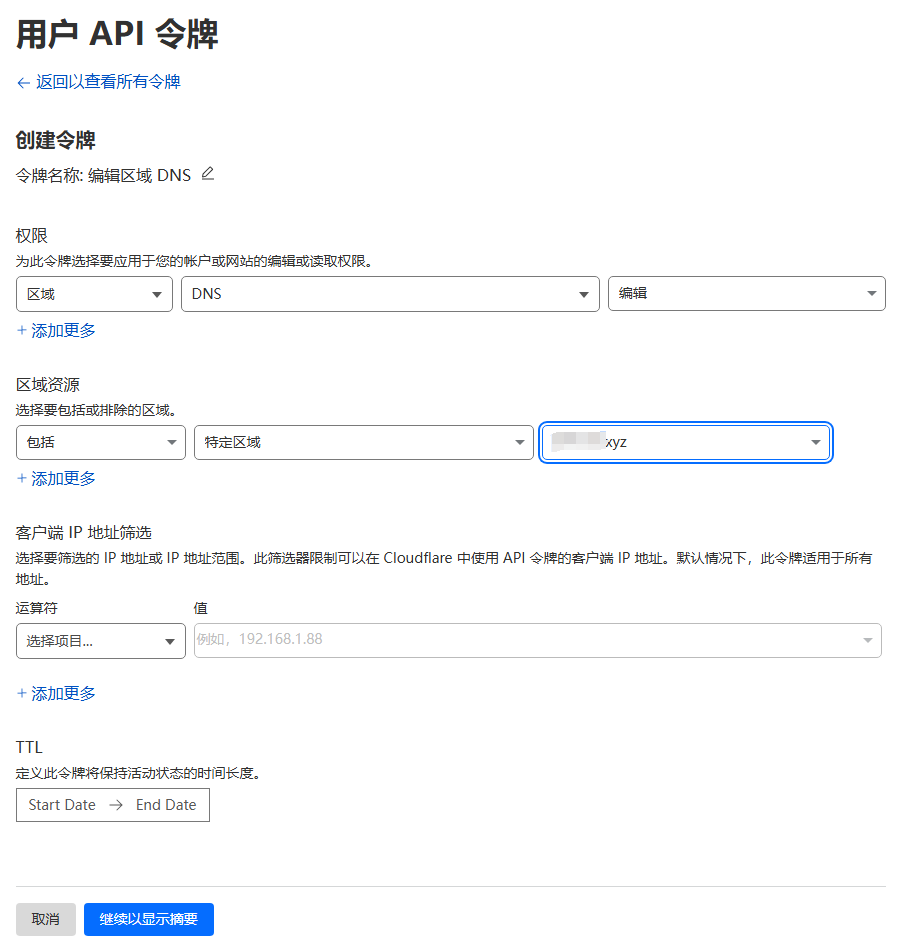 用户 API 令牌
← 返回以查看所有令牌
创建令牌
令牌名称: 编辑区域 DNS
权限
为此令牌选择要应用于您的帐户或网站的编辑或读取权限。
区域 DNS 编辑
+ 添加更多
区域资源
选择要包括或排除的区域。
包括 特定区域 xyz
+ 添加更多
客户端 IP 地址筛选
选择要筛选的 IP 地址或 IP 地址范围。此筛选器限制可以在 Cloudflare 中使用 API 令牌的客户端 IP 地址。默认情况下，此令牌适用于所有
地址。
运算符 值
选择项目... 例如，192.168.1.88
+ 添加更多
TTL
定义此令牌将保持活动状态的时间长度。
Start Date → End Date
取消 继续以显示摘要